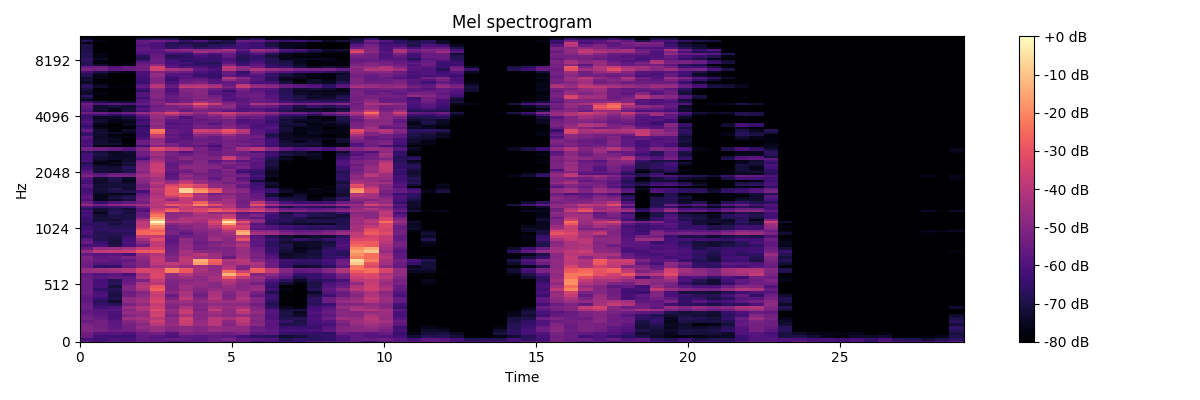 Mel spectrogram
Hz
8192
4096
2048
1024
512
0
0 5 10 15 20 25
Time
+0 dB
-10 dB
-20 dB
-30 dB
-40 dB
-50 dB
-60 dB
-70 dB
-80 dB